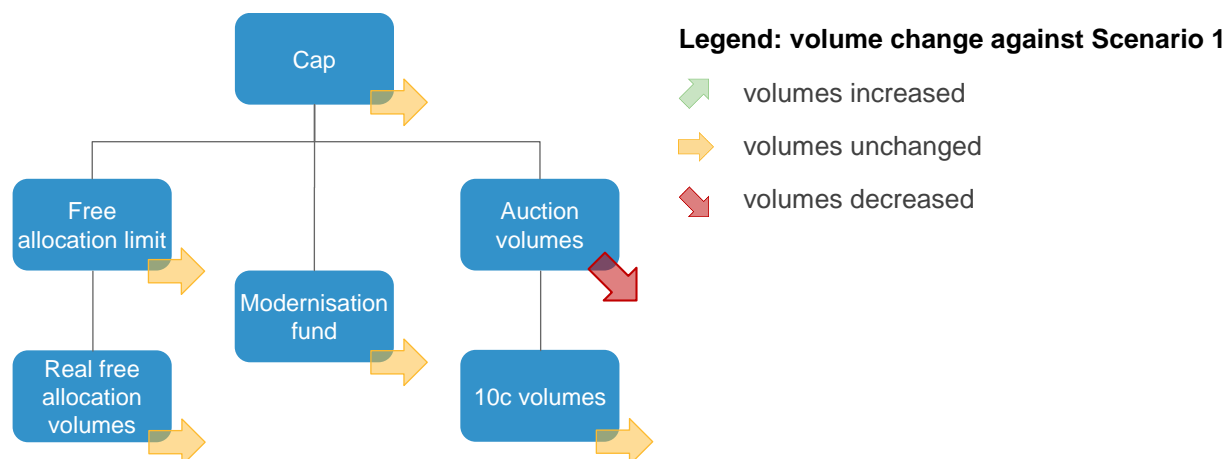 Cap
Free
allocation limit
Real free
allocation
volumes
Modernisation
fund
Auction
volumes
10c volumes
Legend: volume change against Scenario 1
volumes increased
volumes unchanged
volumes decreased